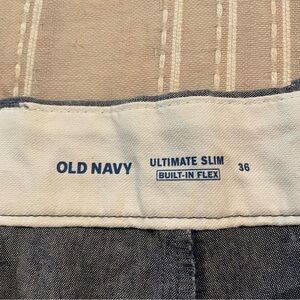 OLD NAVY ULTIMATE SLIM 36
BUILT-IN FLEX